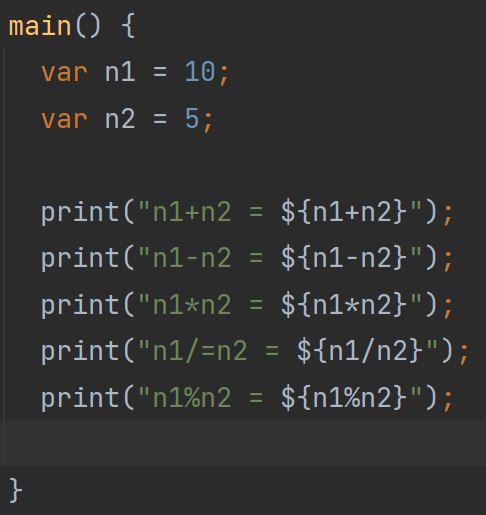 main() {
var n1 = 10;
var n2 = 5;
print("n1+n2 = ${n1+n2}");
print("n1-n2 = ${n1-n2}");
print("n1*n2 = ${n1*n2}");
print("n1/=n2 = ${n1/n2}");
print("n1%n2 = ${n1%n2}");
}